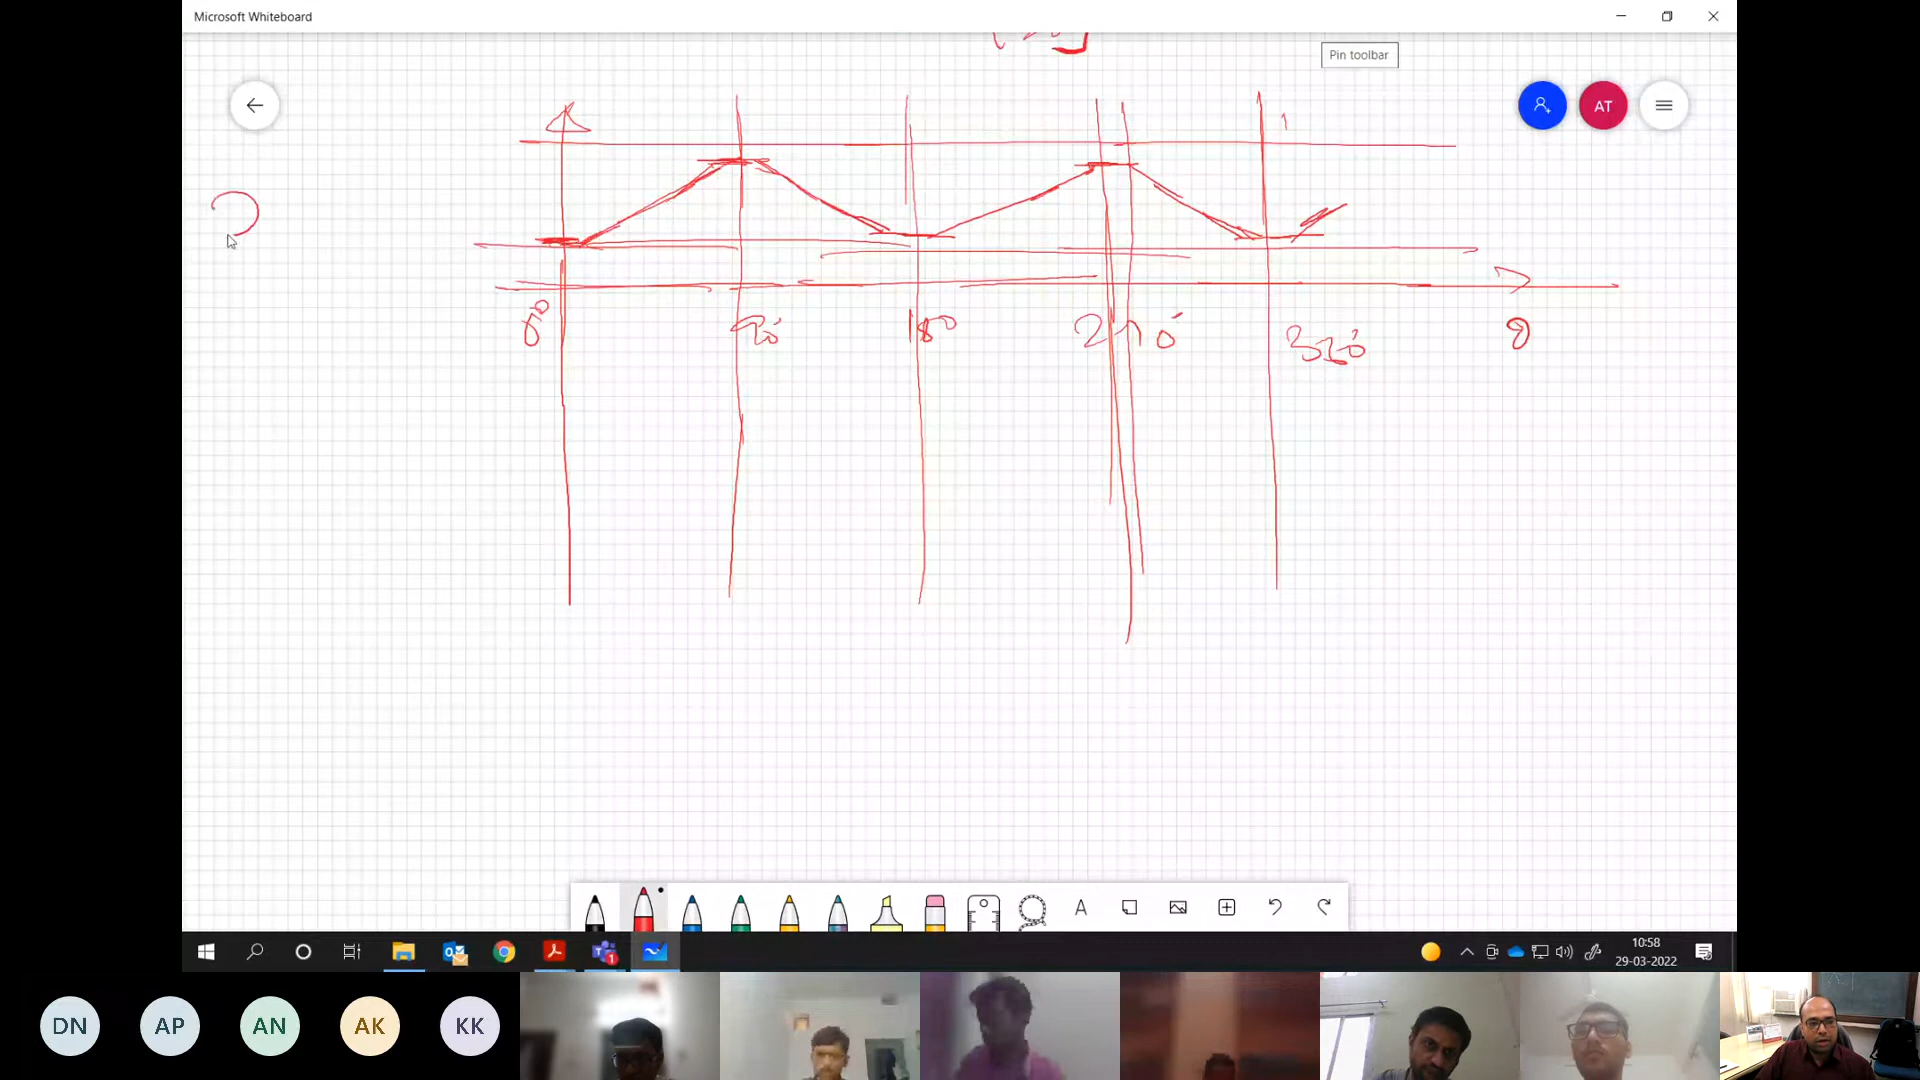 Microsoft Whiteboard
Pin toolbar
AT
0° 90° 180 270° 360° θ
A
10:58
29-03-2022
DN AP AN AK KK